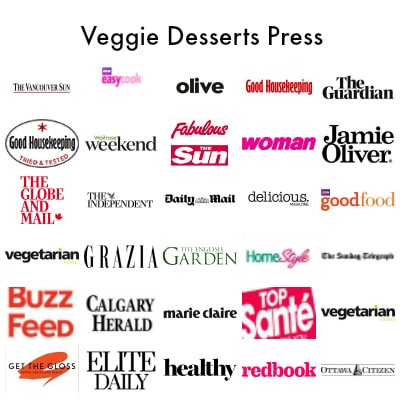 Veggie Desserts Press
THE VANCOUVER SUN
BBC
easycook
olive
Good Housekeeping
The
Guardian
Good Housekeeping
TRIED & TESTED
Waitrose
weekend
Fabulous
THE
Sun
woman
Jamie
Oliver
THE
GLOBE
AND
MAIL
THE
INDEPENDENT
Daily Mail
delicious.
MAGAZINE
BBC
goodfood
vegetarian
GRAZIA
THE ENGLISH
GARDEN
HomeStyle
The Sunday Telegraph
BUZZ
FEED
CALGARY
HERALD
marie claire
TOP
Santé
vegetarian
GET THE GLOSS
ELITE
DAILY
healthy
redbook
OTTAWA CITIZEN